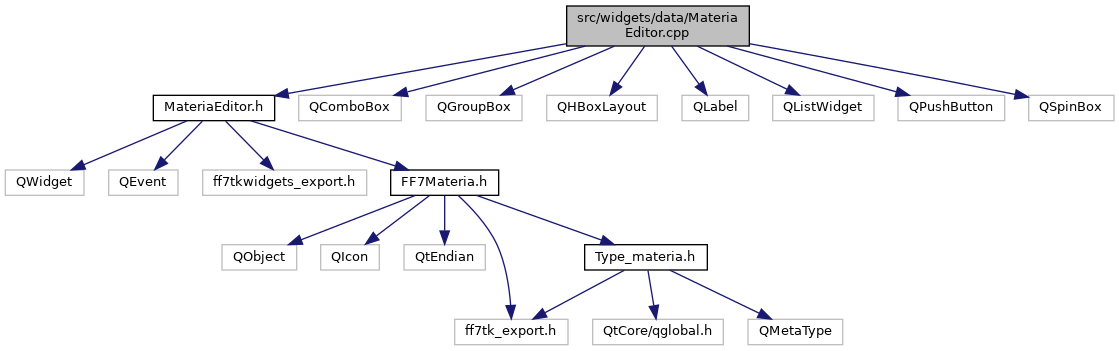 src/widgets/data/Materia
Editor.cpp
MateriaEditor.h
QComboBox
QGroupBox
QHBoxLayout
QLabel
QListWidget
QPushButton
QSpinBox
QWidget
QEvent
ff7tkwidgets_export.h
FF7Materia.h
QObject
QIcon
QtEndian
Type_materia.h
ff7tk_export.h
QtCore/qglobal.h
QMetaType